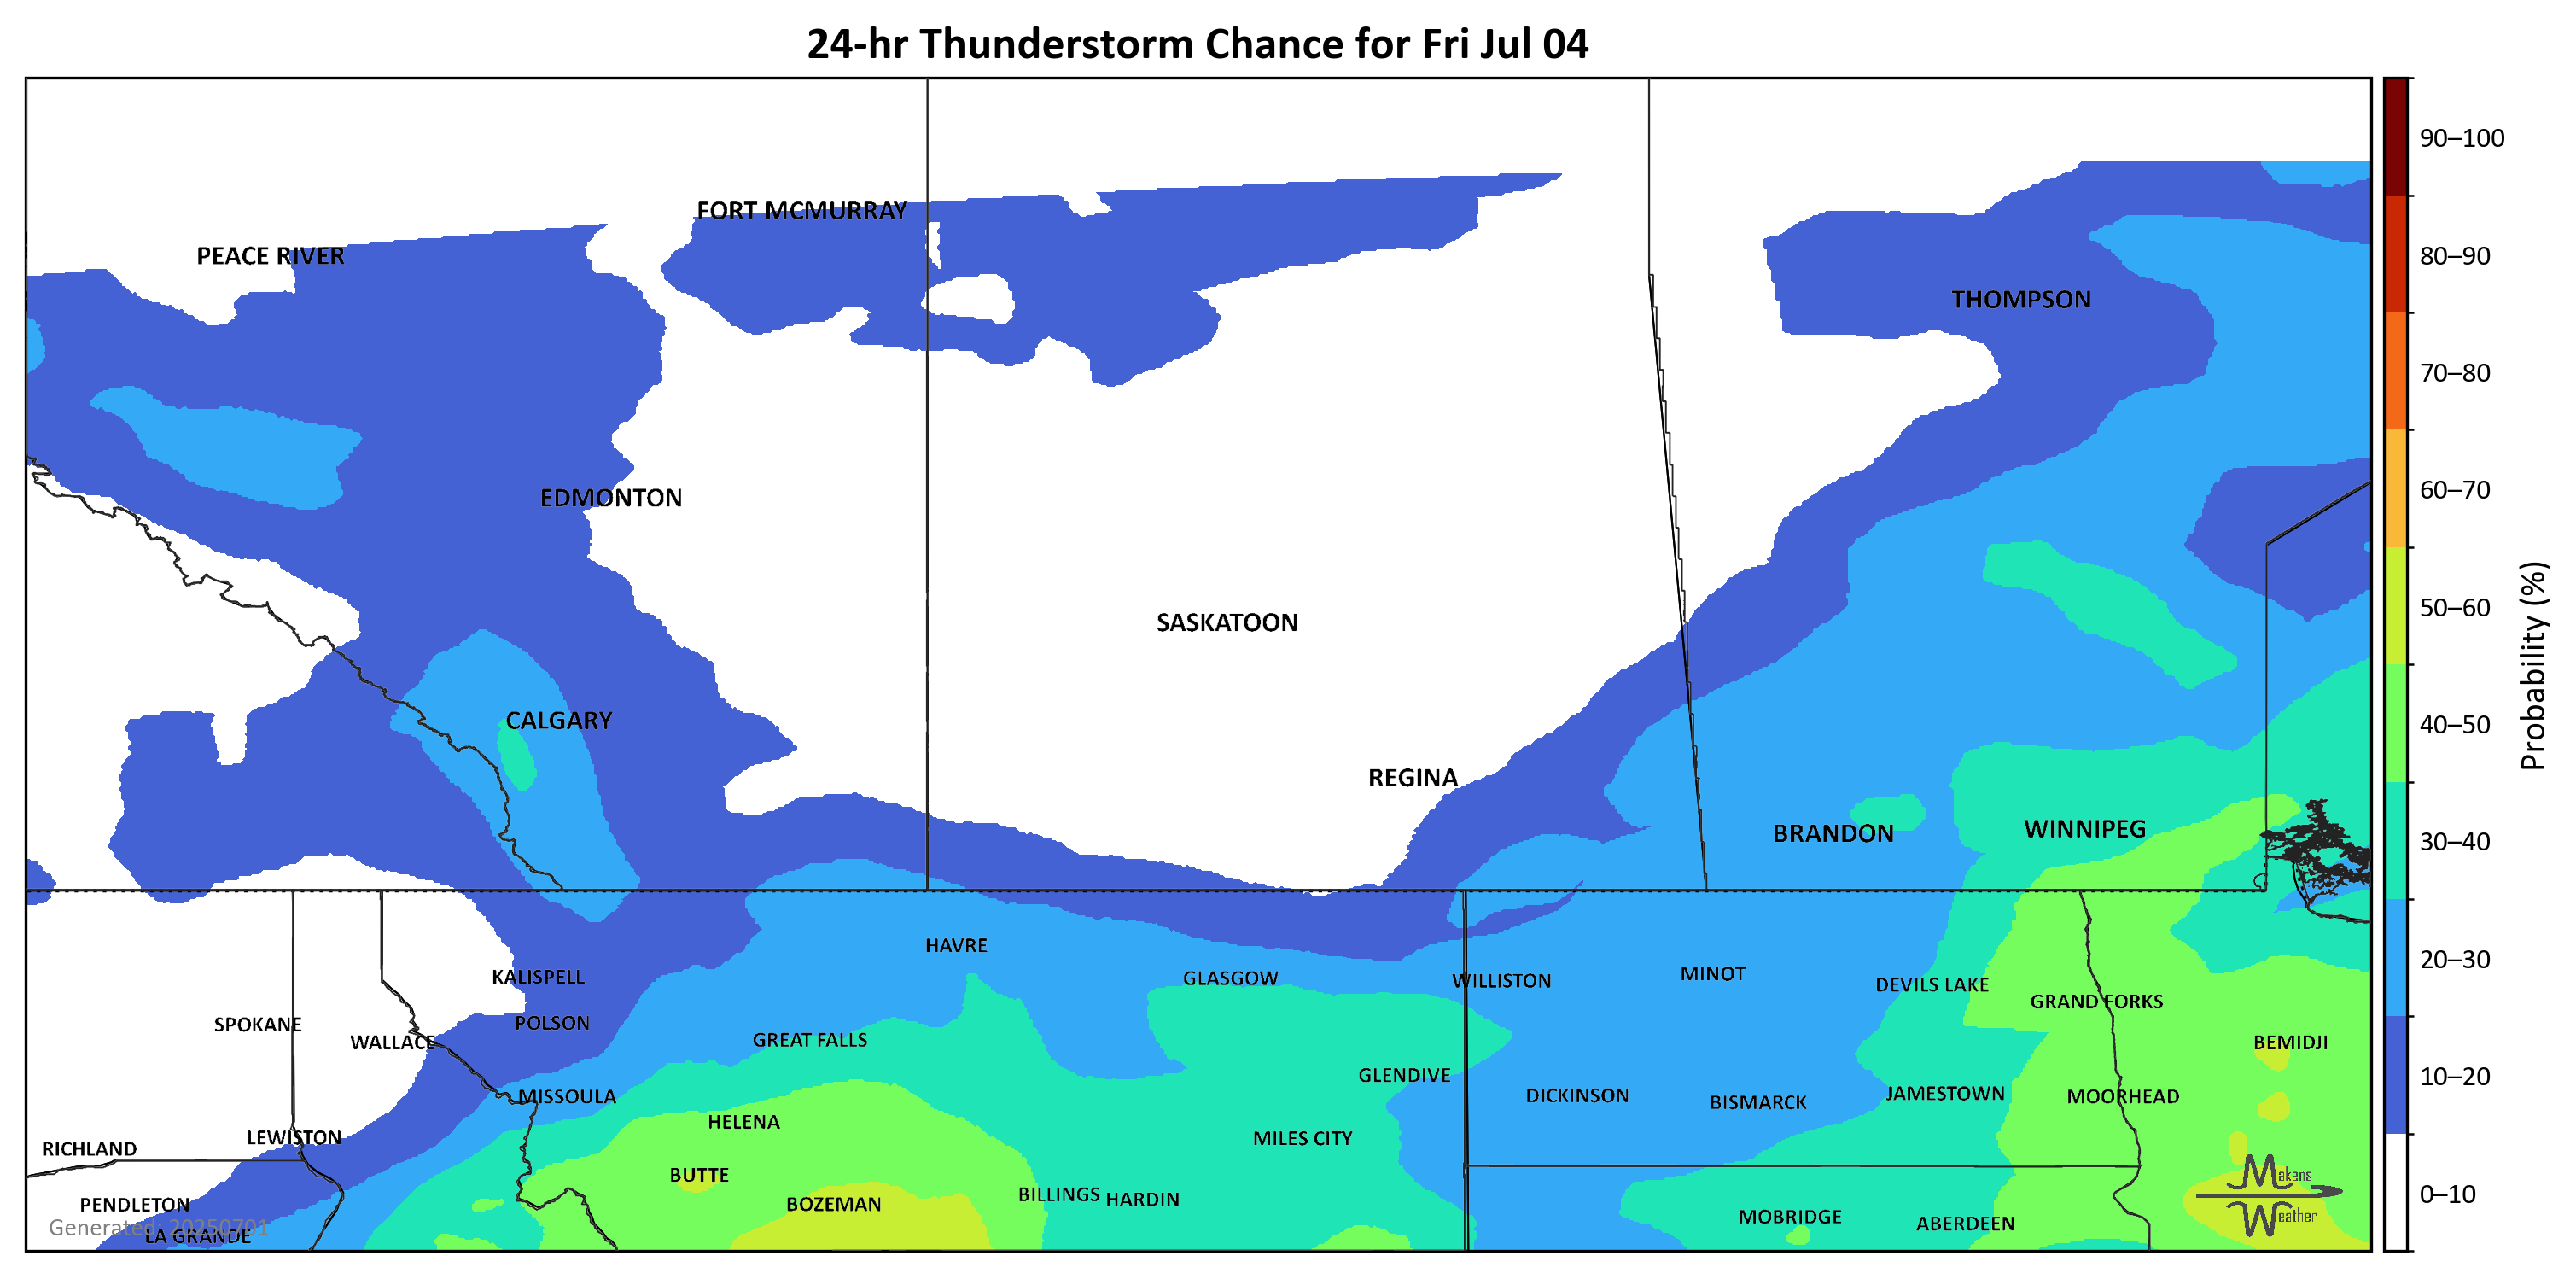 24-hr Thunderstorm Chance for Fri Jul 04
90–100
FORT MCMURRAY
PEACE RIVER
80–90
THOMPSON
70–80
60–70
EDMONTON
50–60
SASKATOON
Probability (%)
CALGARY
40–50
REGINA
WINNIPEG
BRANDON
30–40
HAVRE
20–30
MINOT
KALISPELL
GLASGOW
WILLISTON
DEVILS LAKE
GRAND FORKS
POLSON
SPOKANE
GREAT FALLS
WALLACE
BEMIDJI
GLENDIVE
10–20
JAMESTOWN
DICKINSON
MISSOULA
MOORHEAD
BISMARCK
HELENA
LEWISTON
MILES CITY
RICHLAND
BUTTE
Makens
0–10
BILLINGS
HARDIN
PENDLETON
BOZEMAN
MOBRIDGE
Weather
ABERDEEN
Generated: 20250701
LA GRANDE